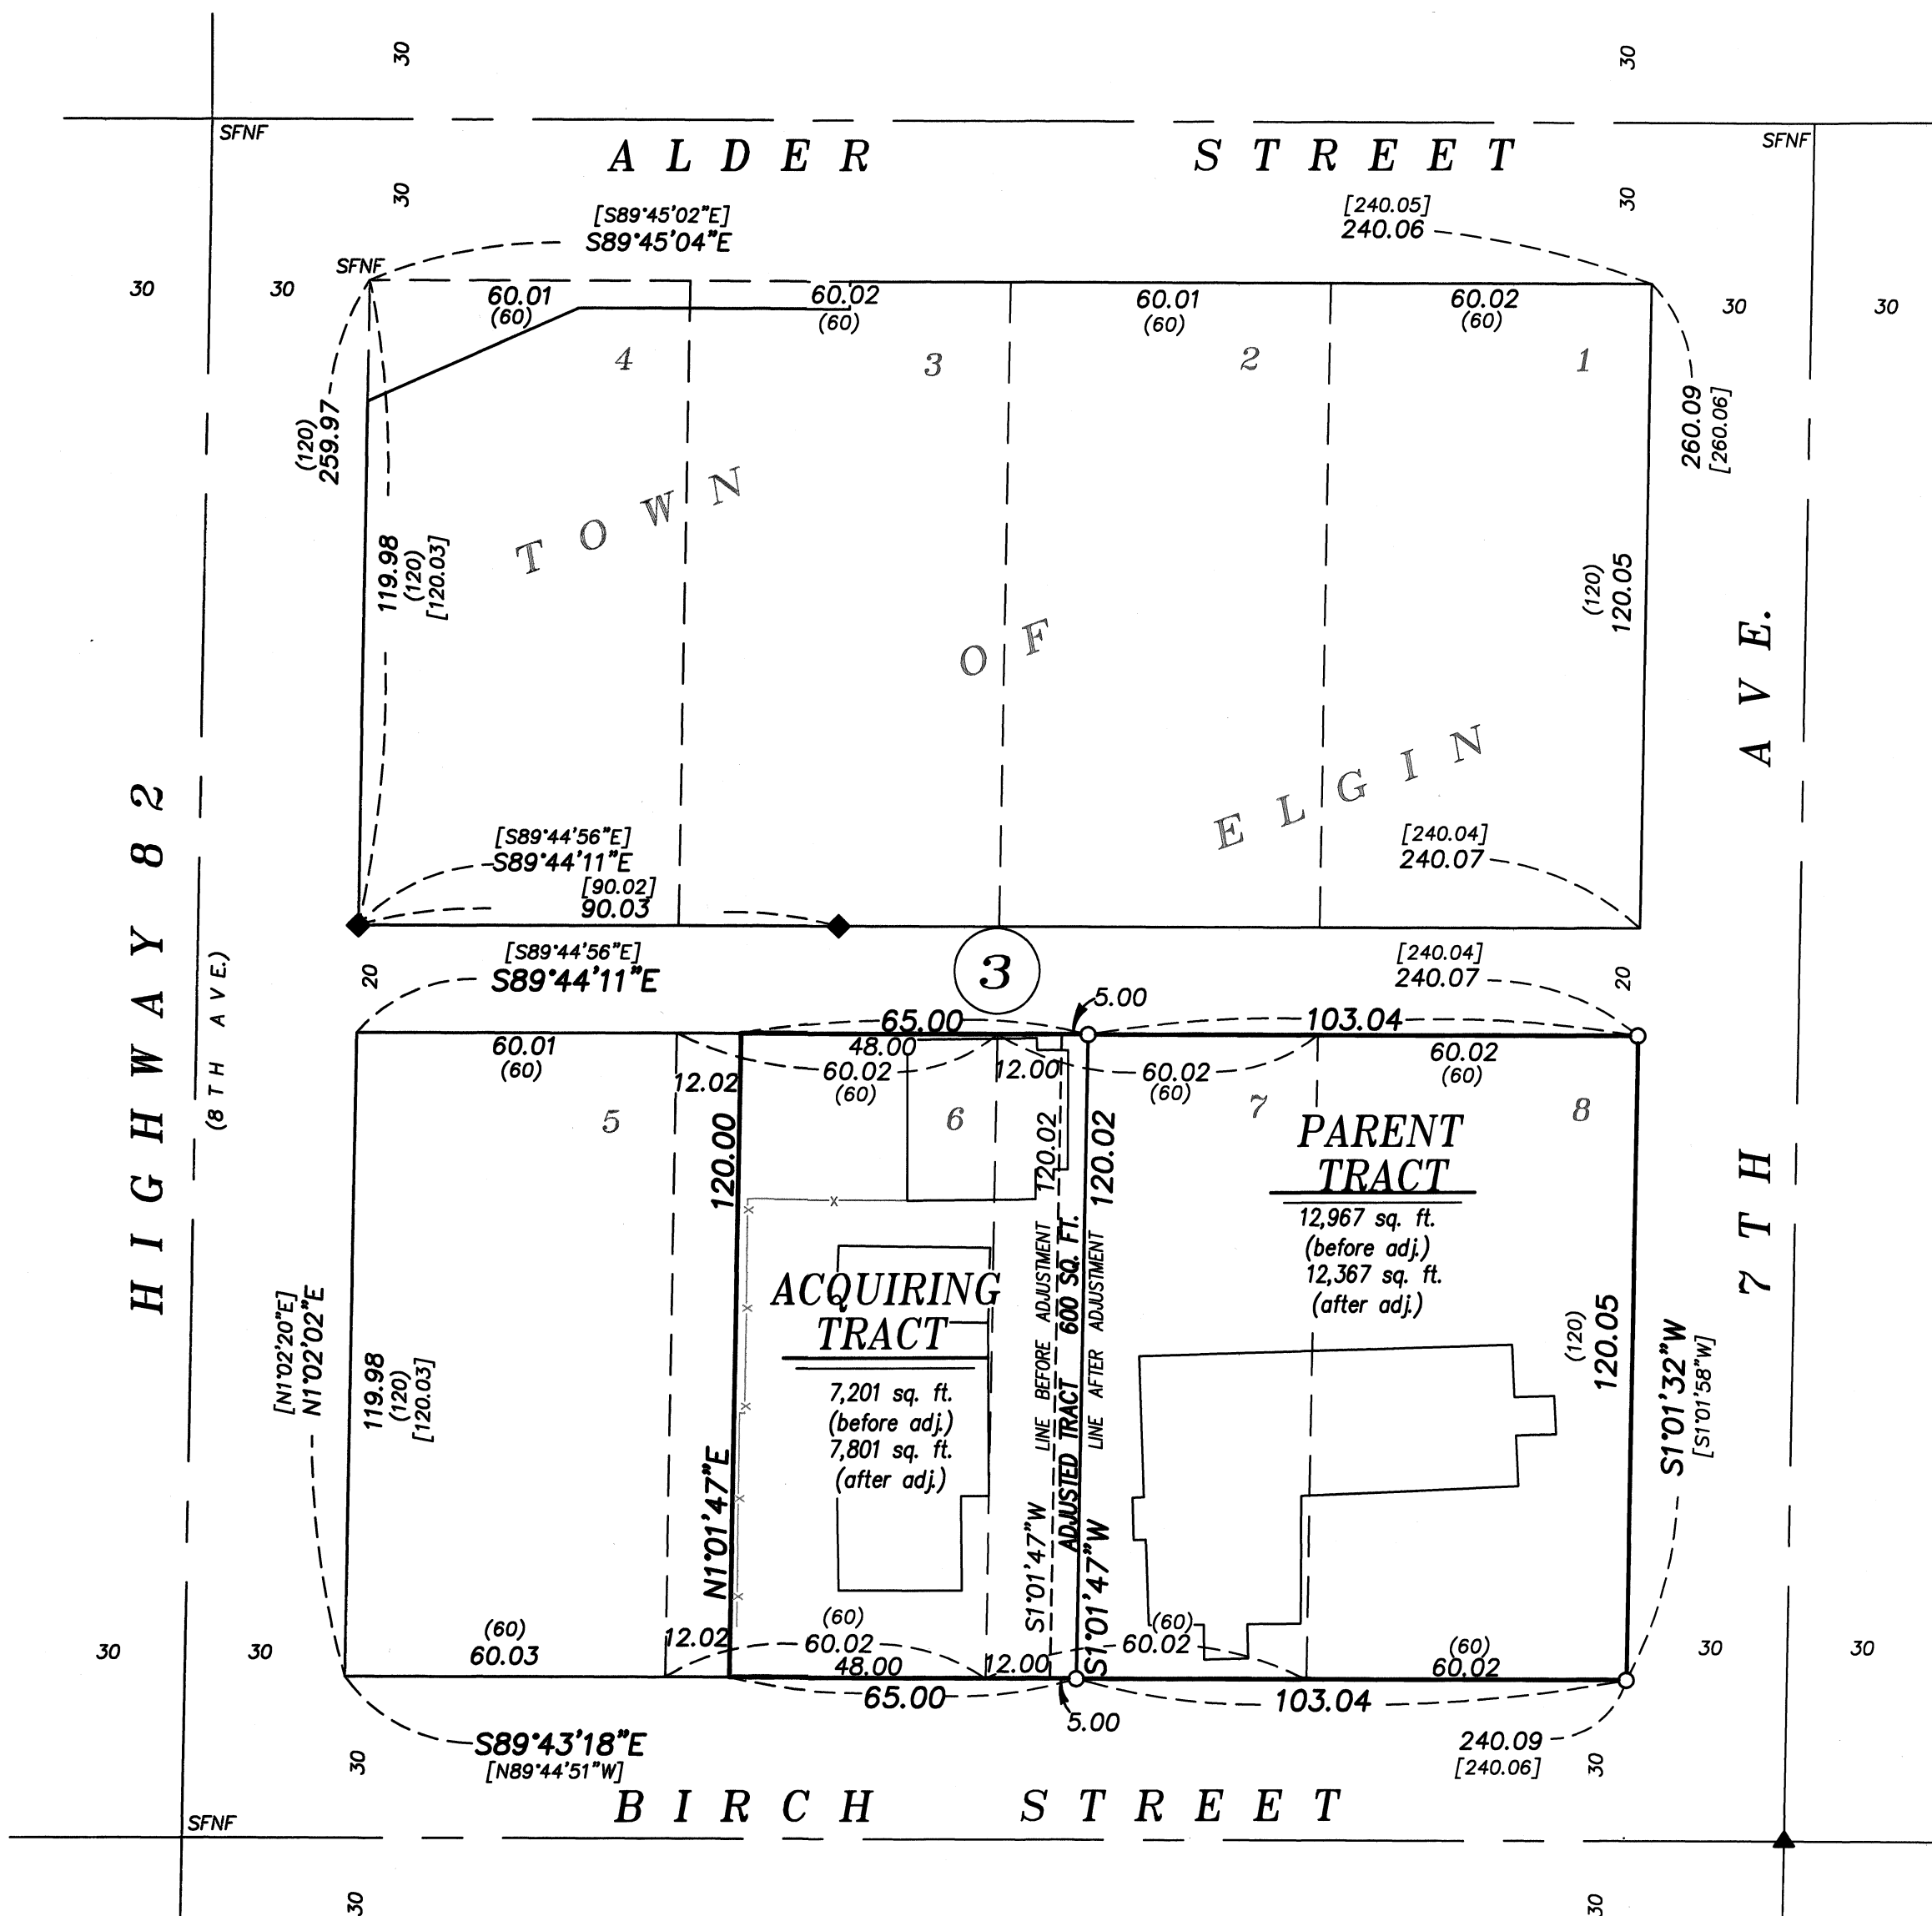 30
30
SFNF
SFNF
ALDER STREET
30
30
[S89°45'02"E]
S89°45'04"E
[240.05]
240.06
SFNF
30
30
30
30
60.01
(60)
60.02
(60)
60.01
(60)
60.02
(60)
4
3
2
1
(120)
259.97
260.09
[260.06]
119.98
(120)
[120.03]
(120)
120.05
TOWN
OF
ELGIN
HIGHWAY 82
(8TH AVE.)
7TH AVE.
[S89°44'56"E]
S89°44'11"E
[90.02]
90.03
[240.04]
240.07
20
[S89°44'56"E]
S89°44'11"E
3
[240.04]
240.07
20
5.00
65.00
103.04
60.01
(60)
48.00
60.02
(60)
12.02
12.00
60.02
(60)
60.02
(60)
5
6
7
8
120.00
120.02
120.02
PARENT
TRACT
12,967 sq. ft.
(before adj.)
12,367 sq. ft.
(after adj.)
ACQUIRING
TRACT
7,201 sq. ft.
(before adj.)
7,801 sq. ft.
(after adj.)
LINE BEFORE ADJUSTMENT
ADJUSTED TRACT 600 SQ. FT.
LINE AFTER ADJUSTMENT
[N1°02'20"E]
N1°02'02"E
119.98
(120)
[120.03]
N1°01'47"E
S1°01'47"W
S1°01'47"W
(120)
120.05
S1°01'32"W
[S1°01'58"W]
30
30
(60)
60.03
12.02
(60)
60.02
48.00
12.00
(60)
60.02
(60)
60.02
30
30
65.00
103.04
5.00
S89°43'18"E
[N89°44'51"W]
240.09
[240.06]
30
30
BIRCH STREET
SFNF
30
30